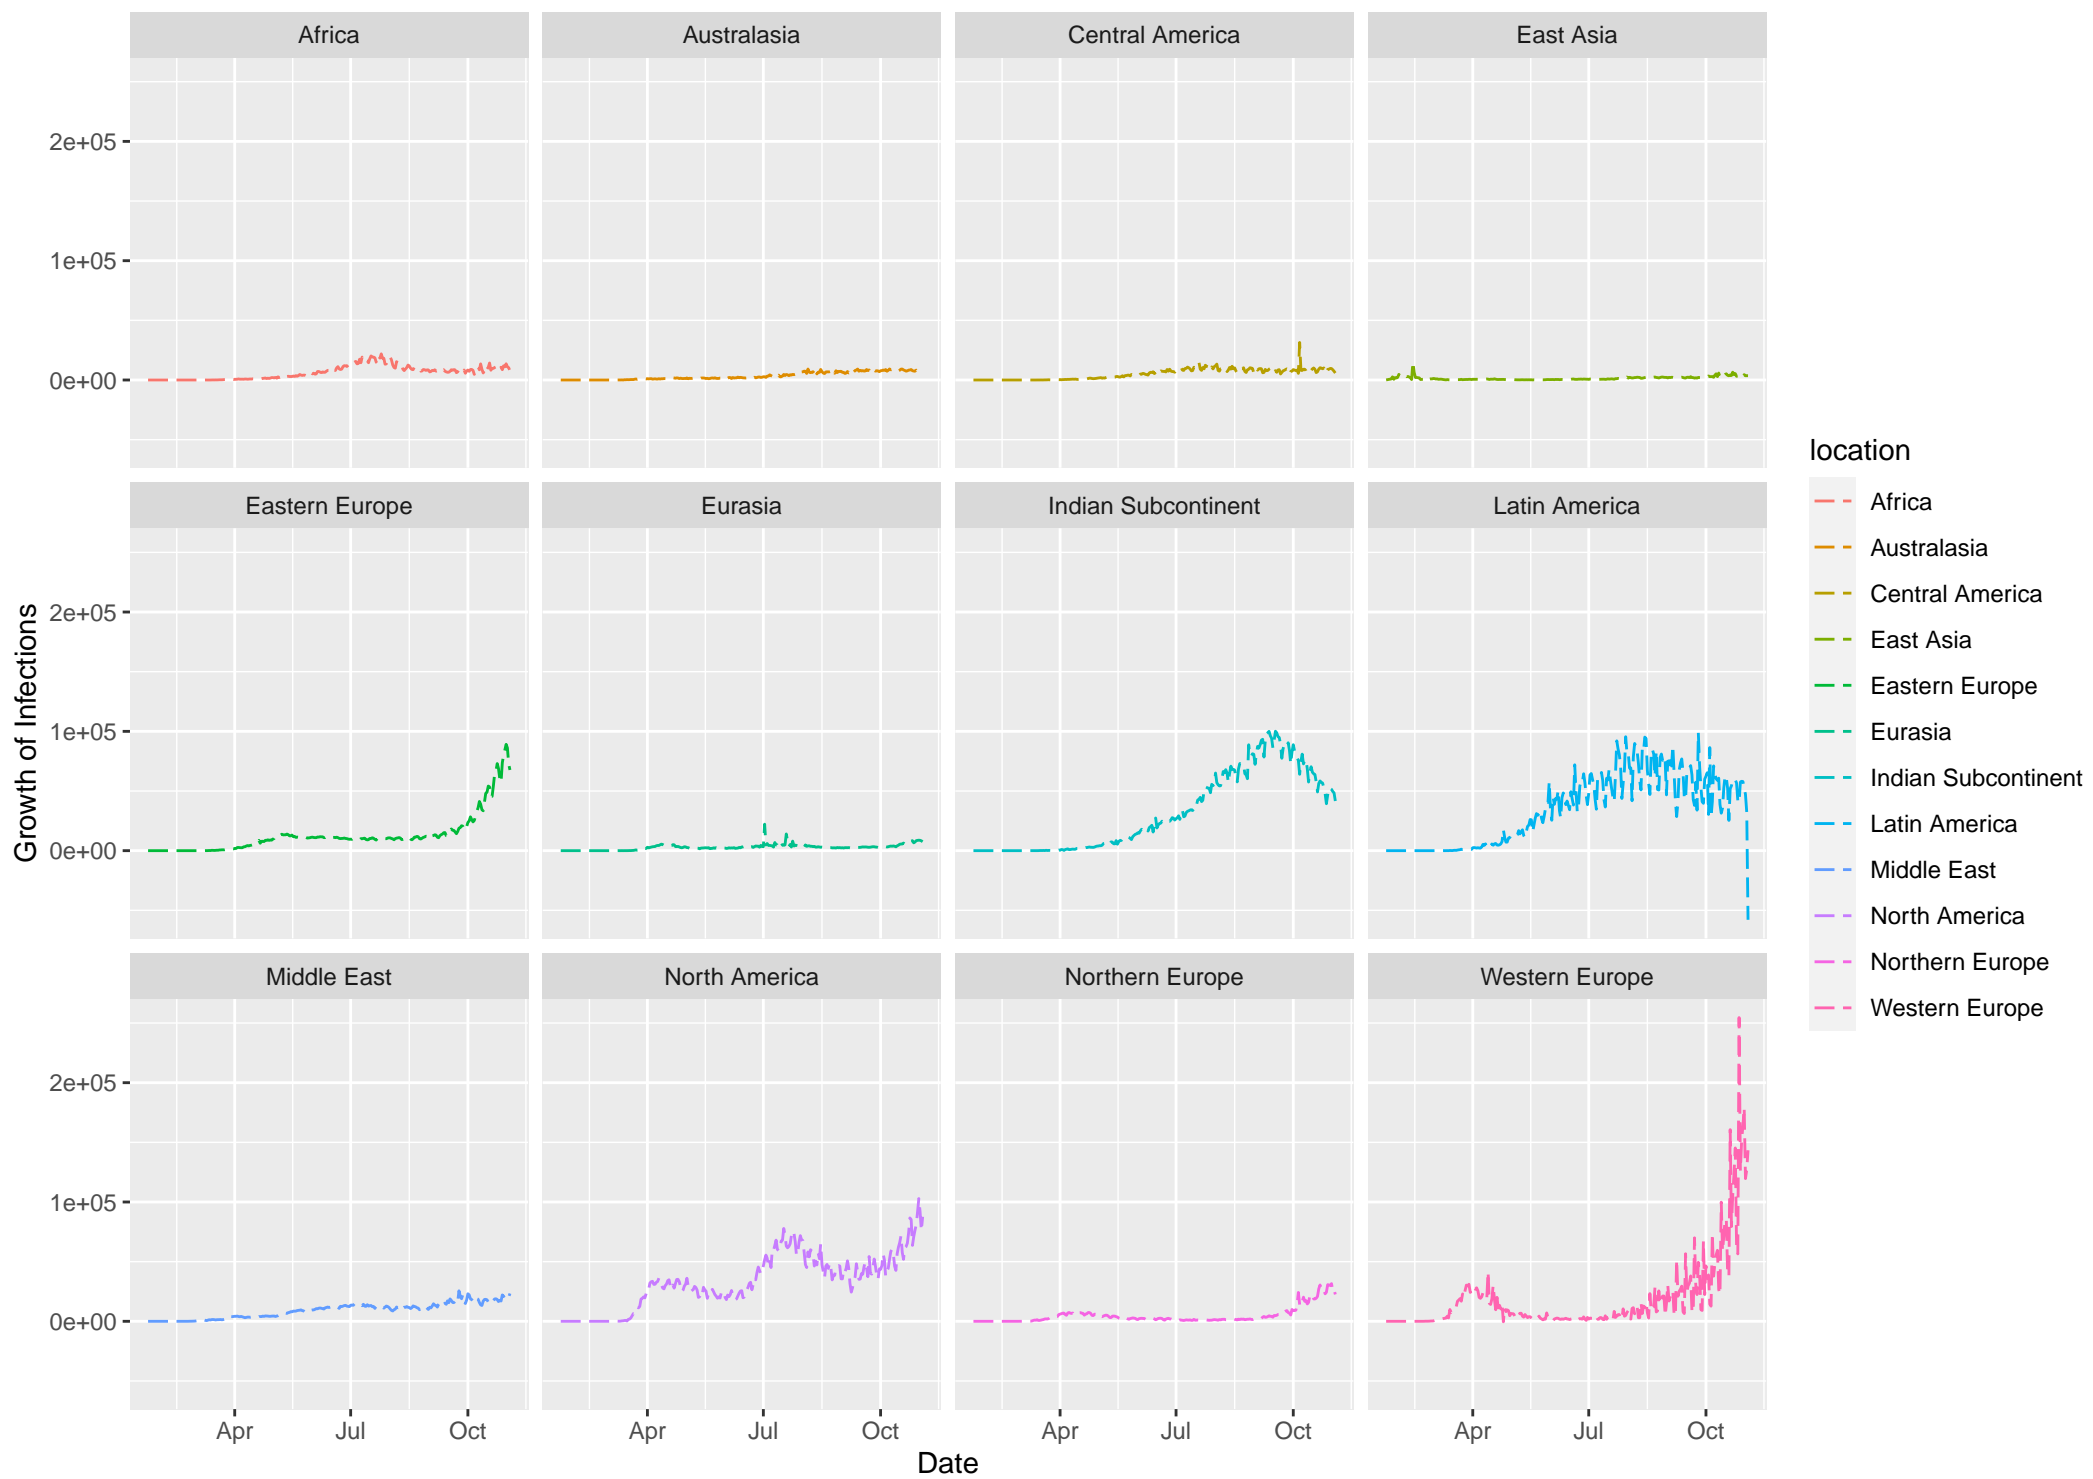 Africa
Australasia
Central America
East Asia
2e+05
1e+05
0e+00
Eastern Europe
Eurasia
Indian Subcontinent
Latin America
2e+05
1e+05
0e+00
Middle East
North America
Northern Europe
Western Europe
2e+05
1e+05
0e+00
Apr Jul Oct
Apr Jul Oct
Apr Jul Oct
Apr Jul Oct
Date
Growth of Infections
location
Africa
Australasia
Central America
East Asia
Eastern Europe
Eurasia
Indian Subcontinent
Latin America
Middle East
North America
Northern Europe
Western Europe